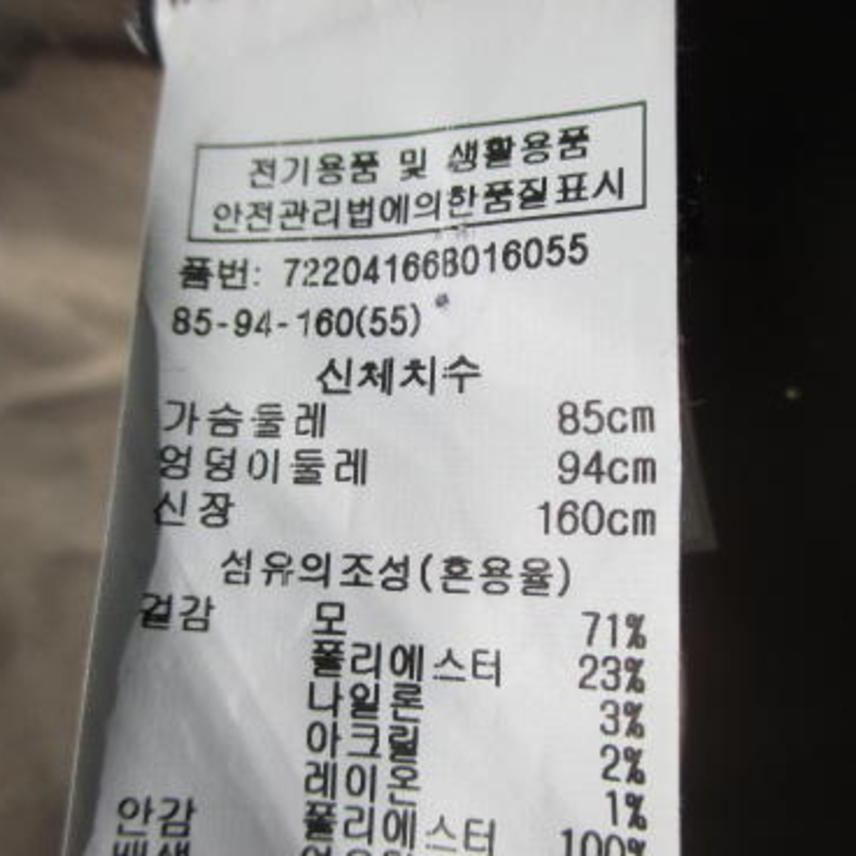 전기용품 및 생활용품
안전관리법에의한품질표시
품번: 72204166B016055
85-94-160(55)
신체치수
가슴둘레 85cm
엉덩이둘레 94cm
신장 160cm
섬유의조성(혼용율)
겉감 모 71%
폴리에스터 23%
나일론 3%
아크릴 2%
레이온 1%
안감 폴리에스터 100%